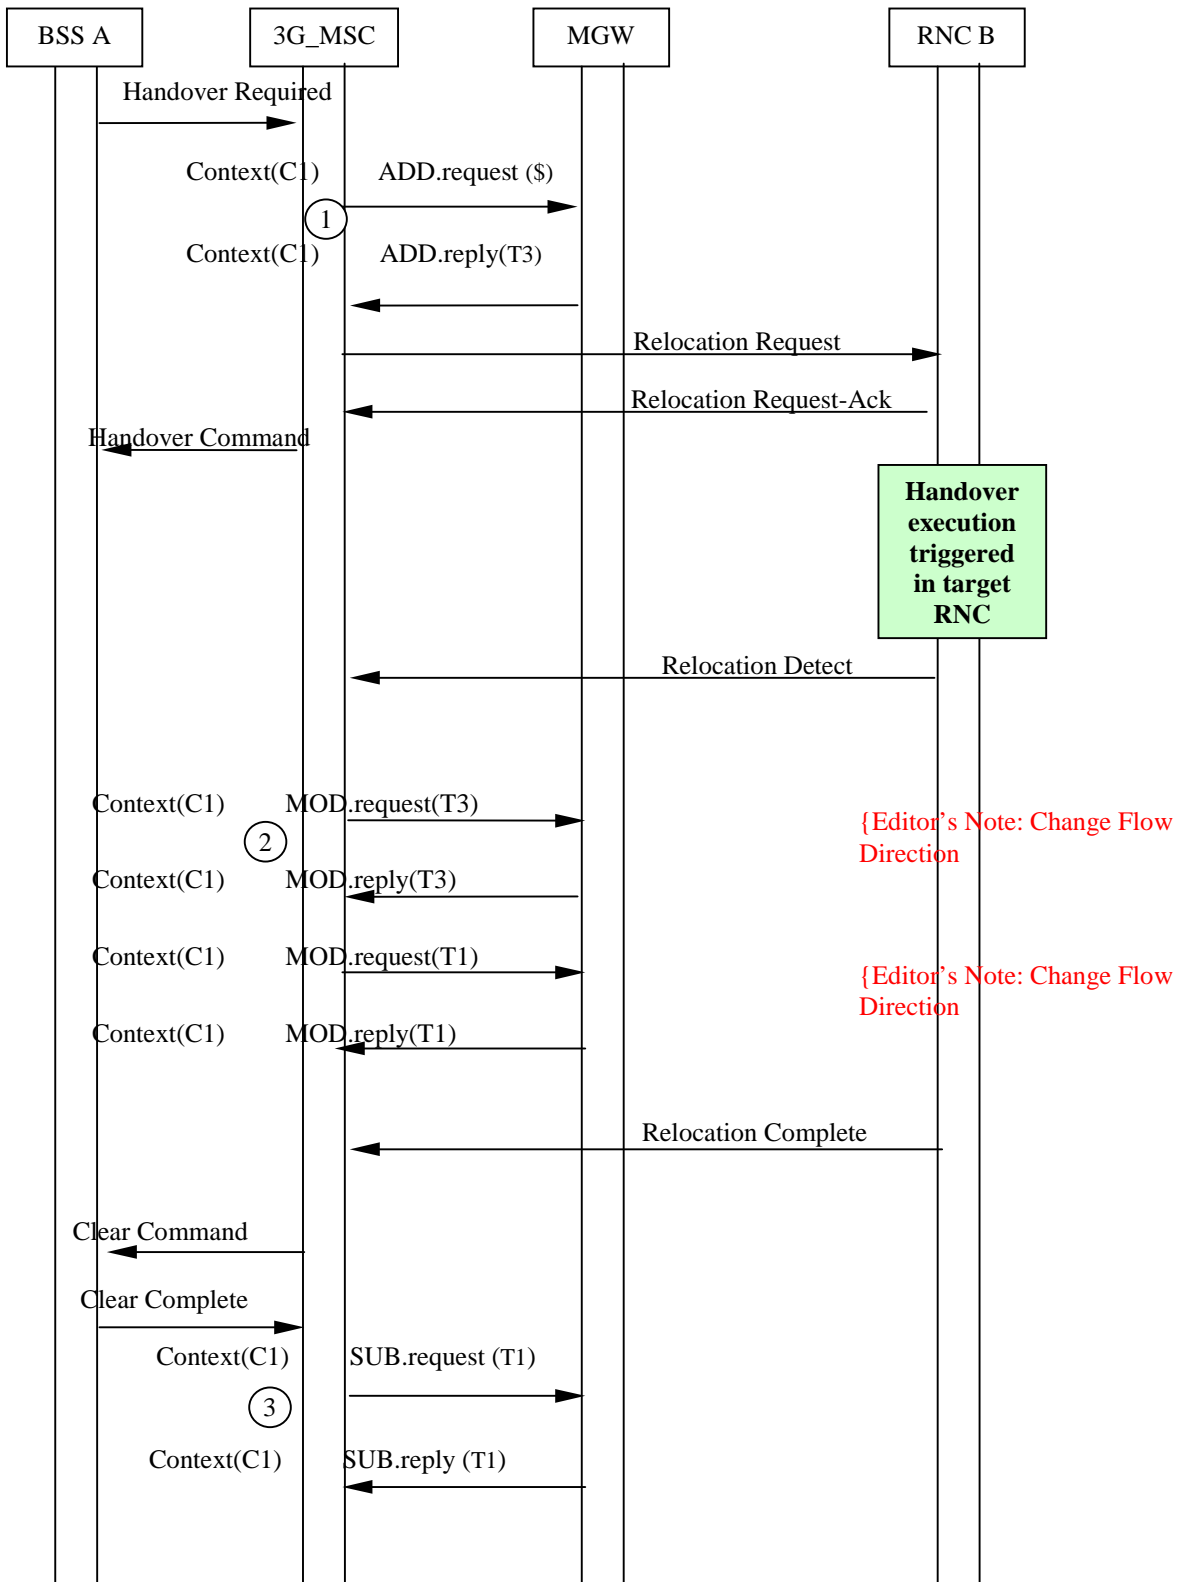 BSS A
3G_MSC
MGW
RNC B
Handover Required
Context(C1) ADD.request ($)
1
Context(C1) ADD.reply(T3)
Relocation Request
Relocation Request-Ack
Handover Command
Handover
execution
triggered
in target
RNC
Relocation Detect
Context(C1) MOD.request(T3)
{Editor's Note: Change Flow
Direction
2
Context(C1) MOD.reply(T3)
Context(C1) MOD.request(T1)
{Editor's Note: Change Flow
Direction
Context(C1) MOD.reply(T1)
Relocation Complete
Clear Command
Clear Complete
Context(C1) SUB.request (T1)
3
Context(C1) SUB.reply (T1)